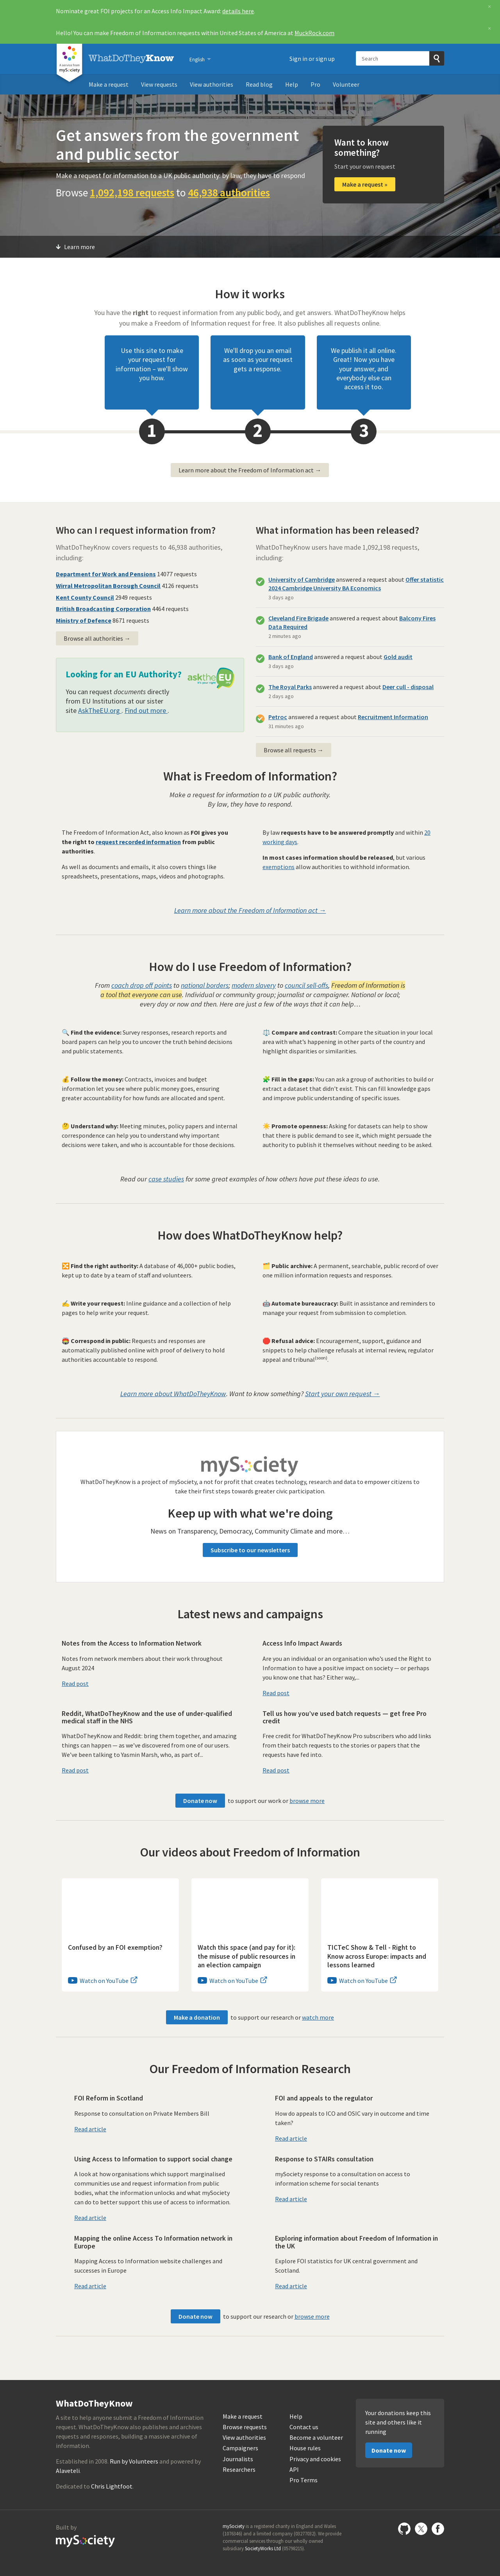 Nominate great FOI projects for an Access Info Impact Award: details here.
×
Hello! You can make Freedom of Information requests within United States of America at MuckRock.com
×
mySociety
WhatDoTheyKnow
English
Sign in or sign up
Search
Make a request
View requests
View authorities
Read blog
Help
Pro
Volunteer
Get answers from the government
and public sector
Make a request for information to a UK public authority: by law, they have to respond
Browse 1,092,198 requests to 46,938 authorities
Want to know
something?
Start your own request
Make a request »
Learn more
How it works
You have the right to request information from any public body, and get answers. WhatDoTheyKnow helps
you make a Freedom of Information request for free. It also publishes all requests online.
Use this site to make
your request for
information – we'll show
you how.
We'll drop you an email
as soon as your request
gets a response.
We publish it all online.
Great! Now you have
your answer, and
everybody else can
access it too.
1
2
3
Learn more about the Freedom of Information act →
Who can I request information from?
WhatDoTheyKnow covers requests to 46,938 authorities,
including:
Department for Work and Pensions 14077 requests
Wirral Metropolitan Borough Council 4126 requests
Kent County Council 2949 requests
British Broadcasting Corporation 4464 requests
Ministry of Defence 8671 requests
Browse all authorities →
Looking for an EU Authority?
You can request documents directly
from EU Institutions at our sister
site AskTheEU.org . Find out more .
asktheEU
What information has been released?
WhatDoTheyKnow users have made 1,092,198 requests,
including:
University of Cambridge answered a request about Offer statistic
2024 Cambridge University BA Economics
3 days ago
Cleveland Fire Brigade answered a request about Balcony Fires
Data Required
2 minutes ago
Bank of England answered a request about Gold audit
3 days ago
The Royal Parks answered a request about Deer cull - disposal
2 days ago
Petroc answered a request about Recruitment Information
31 minutes ago
Browse all requests →
What is Freedom of Information?
Make a request for information to a UK public authority.
By law, they have to respond.
The Freedom of Information Act, also known as FOI gives you
the right to request recorded information from public
authorities.
As well as documents and emails, it also covers things like
spreadsheets, presentations, maps, videos and photographs.
By law requests have to be answered promptly and within 20
working days.
In most cases information should be released, but various
exemptions allow authorities to withhold information.
Learn more about the Freedom of Information act →
How do I use Freedom of Information?
From coach drop off points to national borders; modern slavery to council sell-offs, Freedom of Information is
a tool that everyone can use. Individual or community group; journalist or campaigner. National or local;
every day or now and then. Here are just a few of the ways that it can help…
🔍 Find the evidence: Survey responses, research reports and
board papers can help you to uncover the truth behind decisions
and public statements.
⚖️ Compare and contrast: Compare the situation in your local
area with what's happening in other parts of the country and
highlight disparities or similarities.
💰 Follow the money: Contracts, invoices and budget
information let you see where public money goes, ensuring
greater accountability for how funds are allocated and spent.
🧩 Fill in the gaps: You can ask a group of authorities to build or
extract a dataset that didn't exist. This can fill knowledge gaps
and improve public understanding of specific issues.
🤔 Understand why: Meeting minutes, policy papers and internal
correspondence can help you to understand why important
decisions were taken, and who is accountable for those decisions.
☀️ Promote openness: Asking for datasets can help to show
that there is public demand to see it, which might persuade the
authority to publish it themselves without needing to be asked.
Read our case studies for some great examples of how others have put these ideas to use.
How does WhatDoTheyKnow help?
🔀 Find the right authority: A database of 46,000+ public bodies,
kept up to date by a team of staff and volunteers.
🗂️ Public archive: A permanent, searchable, public record of over
one million information requests and responses.
✍️ Write your request: Inline guidance and a collection of help
pages to help write your request.
🤖 Automate bureaucracy: Built in assistance and reminders to
manage your request from submission to completion.
📮 Correspond in public: Requests and responses are
automatically published online with proof of delivery to hold
authorities accountable to respond.
🛑 Refusal advice: Encouragement, support, guidance and
snippets to help challenge refusals at internal review, regulator
appeal and tribunal
Learn more about WhatDoTheyKnow. Want to know something? Start your own request →
mySociety
WhatDoTheyKnow is a project of mySociety, a not for profit that creates technology, research and data to empower citizens to
take their first steps towards greater civic participation.
Keep up with what we're doing
News on Transparency, Democracy, Community Climate and more…
Subscribe to our newsletters
Latest news and campaigns
Notes from the Access to Information Network
Notes from network members about their work throughout
August 2024
Read post
Access Info Impact Awards
Are you an individual or an organisation who's used the Right to
Information to have a positive impact on society — or perhaps
you know one that has? Either way,...
Read post
Reddit, WhatDoTheyKnow and the use of under-qualified
medical staff in the NHS
WhatDoTheyKnow and Reddit: bring them together, and amazing
things can happen — as we've discovered from one of our users.
We've been talking to Yasmin Marsh, who, as part of...
Read post
Tell us how you've used batch requests — get free Pro
credit
Free credit for WhatDoTheyKnow Pro subscribers who add links
from their batch requests to the stories or papers that the
requests have fed into.
Read post
Donate now to support our work or browse more
Our videos about Freedom of Information
Confused by an FOI exemption?
Watch on YouTube
Watch this space (and pay for it):
the misuse of public resources in
an election campaign
Watch on YouTube
TICTeC Show & Tell - Right to
Know across Europe: impacts and
lessons learned
Watch on YouTube
Make a donation to support our research or watch more
Our Freedom of Information Research
FOI Reform in Scotland
Response to consultation on Private Members Bill
Read article
FOI and appeals to the regulator
How do appeals to ICO and OSIC vary in outcome and time
taken?
Read article
Using Access to Information to support social change
A look at how organisations which support marginalised
communities use and request information from public
bodies, what the information unlocks and what mySociety
can do to better support this use of access to information.
Read article
Response to STAIRs consultation
mySociety response to a consultation on access to
information scheme for social tenants
Read article
Mapping the online Access To Information network in
Europe
Mapping Access to Information website challenges and
successes in Europe
Read article
Exploring information about Freedom of Information in
the UK
Explore FOI statistics for UK central government and
Scotland.
Read article
Donate now to support our research or browse more
WhatDoTheyKnow
A site to help anyone submit a Freedom of Information
request. WhatDoTheyKnow also publishes and archives
requests and responses, building a massive archive of
information.
Established in 2008. Run by Volunteers and powered by
Alaveteli.
Dedicated to Chris Lightfoot.
Make a request
Browse requests
View authorities
Campaigners
Journalists
Researchers
Help
Contact us
Become a volunteer
House rules
Privacy and cookies
API
Pro Terms
Your donations keep this
site and others like it
running
Donate now
Built by
mySociety
mySociety is a registered charity in England and Wales
(1076346) and a limited company (03277032). We provide
commercial services through our wholly owned
subsidiary SocietyWorks Ltd (05798215).